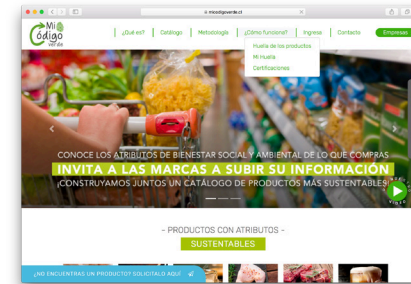 micodigoverde.cl
Mi
Código
verde
¿Qué es?
Catálogo
Metodología
¿Cómo funciona?
Ingresa
Contacto
Empresas
Huella de los productos
Mi Huella
Certificaciones
CONOCE LOS ATRIBUTOS DE BIENESTAR SOCIAL Y AMBIENTAL DE LO QUE COMPRAS
INVITA A LAS MARCAS A SUBIR SU INFORMACIÓN
¡CONSTRUYAMOS JUNTOS UN CATÁLOGO DE PRODUCTOS MÁS SUSTENTABLES!
- PRODUCTOS CON ATRIBUTOS -
SUSTENTABLES
¿NO ENCUENTRAS UN PRODUCTO? SOLICÍTALO AQUÍ